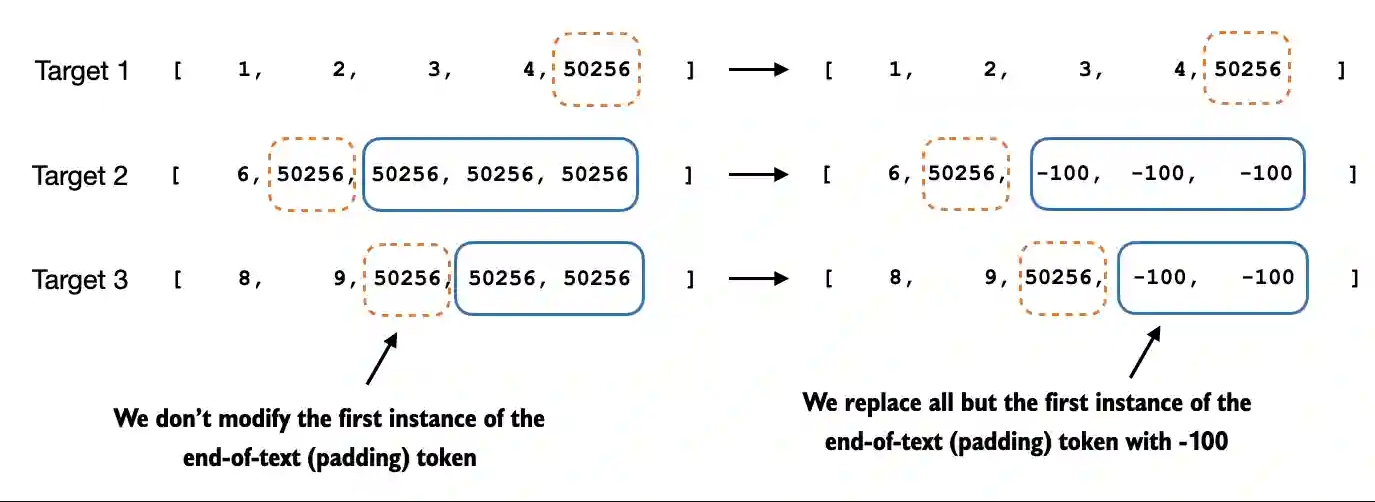 Target 1 [ 1, 2, 3, 4, 50256 ] [ 1, 2, 3, 4, 50256 ]
Target 2 [ 6, 50256, 50256, 50256, 50256 ] [ 6, 50256, -100, -100, -100 ]
Target 3 [ 8, 9, 50256, 50256, 50256 ] [ 8, 9, 50256, -100, -100 ]
We don’t modify the first instance of the
end-of-text (padding) token
We replace all but the first instance of the
end-of-text (padding) token with -100